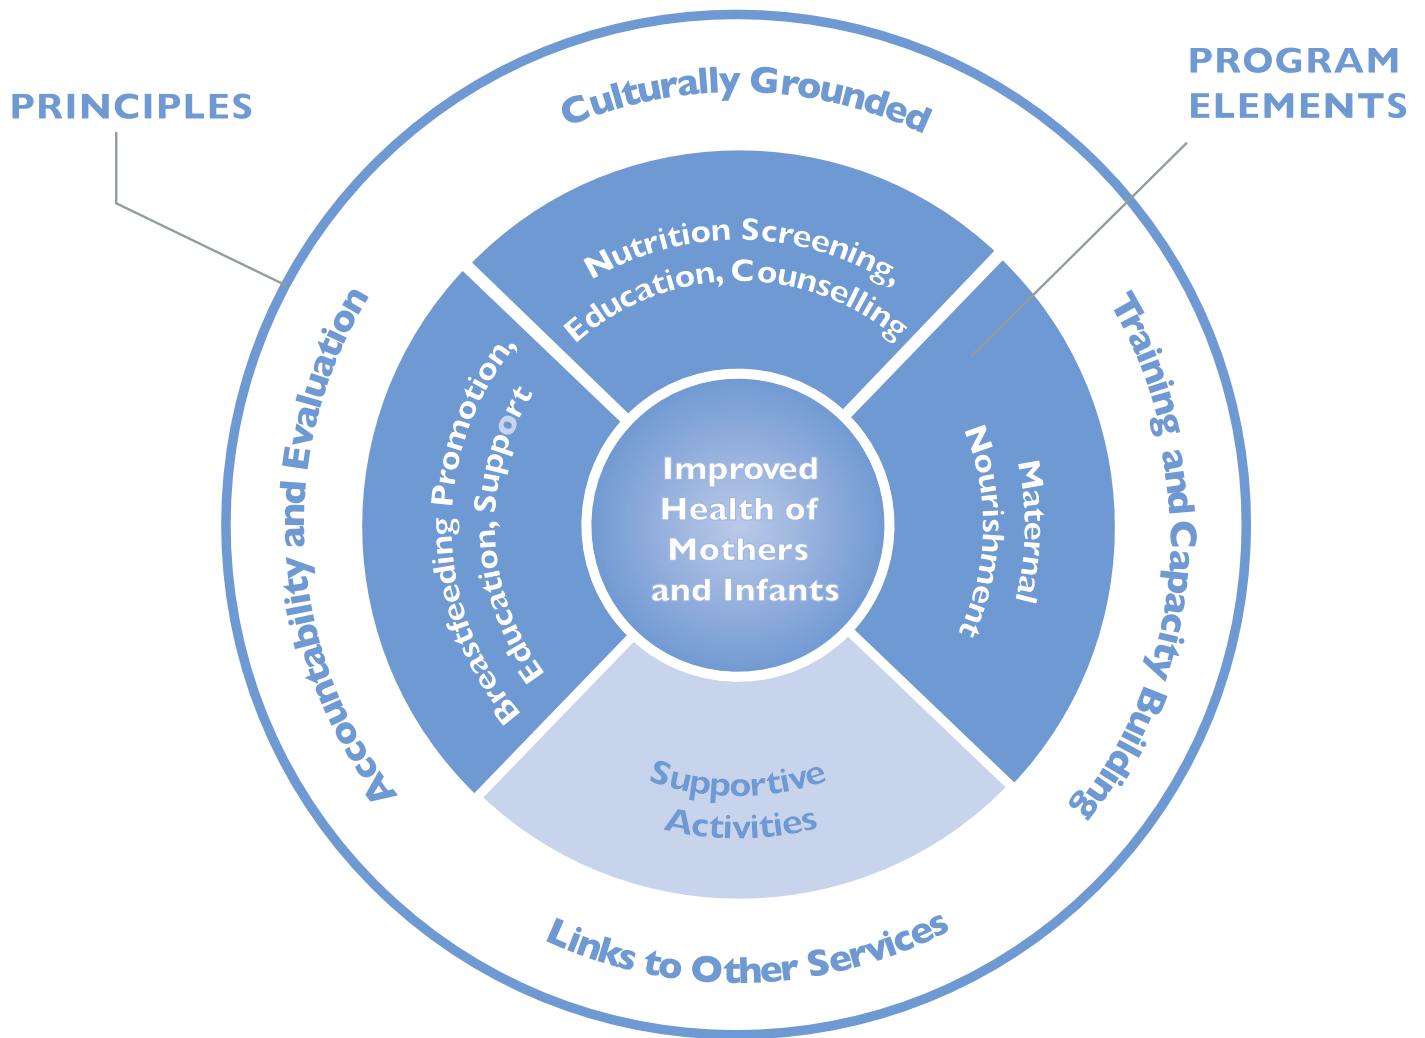 PRINCIPLES
PROGRAM
ELEMENTS
Culturally Grounded
Training and Capacity Building
Links to Other Services
Accountability and Evaluation
Nutrition Screening,
Education, Counselling
Maternal
Nourishment
Supportive
Activities
Breastfeeding Promotion,
Education, Support
Improved
Health of
Mothers
and Infants